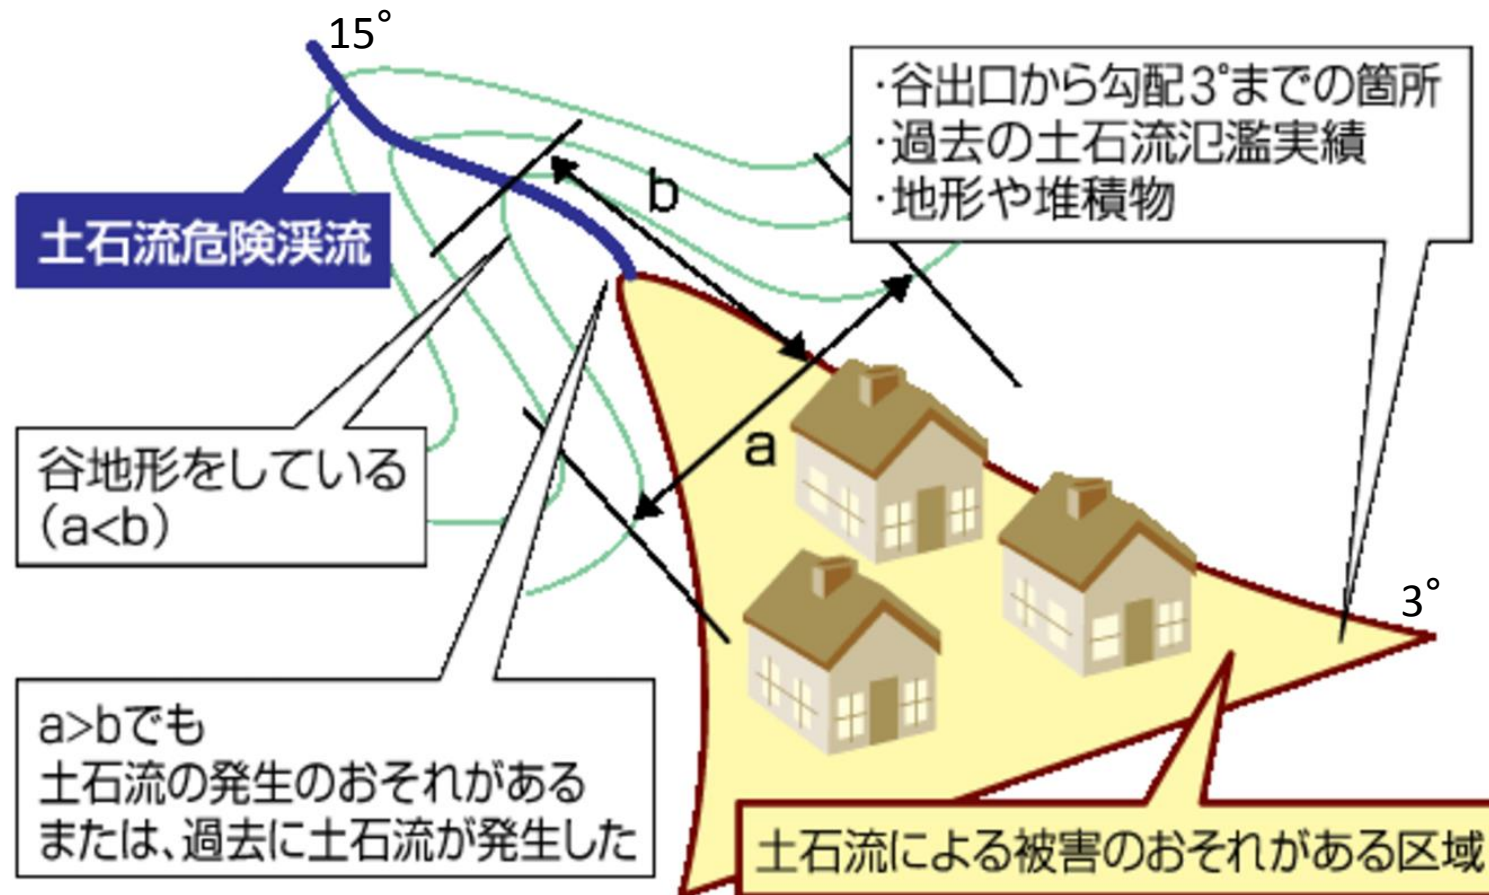 15°
・谷出口から勾配3°までの箇所
・過去の土石流氾濫実績
・地形や堆積物
b
土石流危険渓流
a
谷地形をしている
（a<b）
3°
a>bでも
土石流の発生のおそれがある
または、過去に土石流が発生した
土石流による被害のおそれがある区域